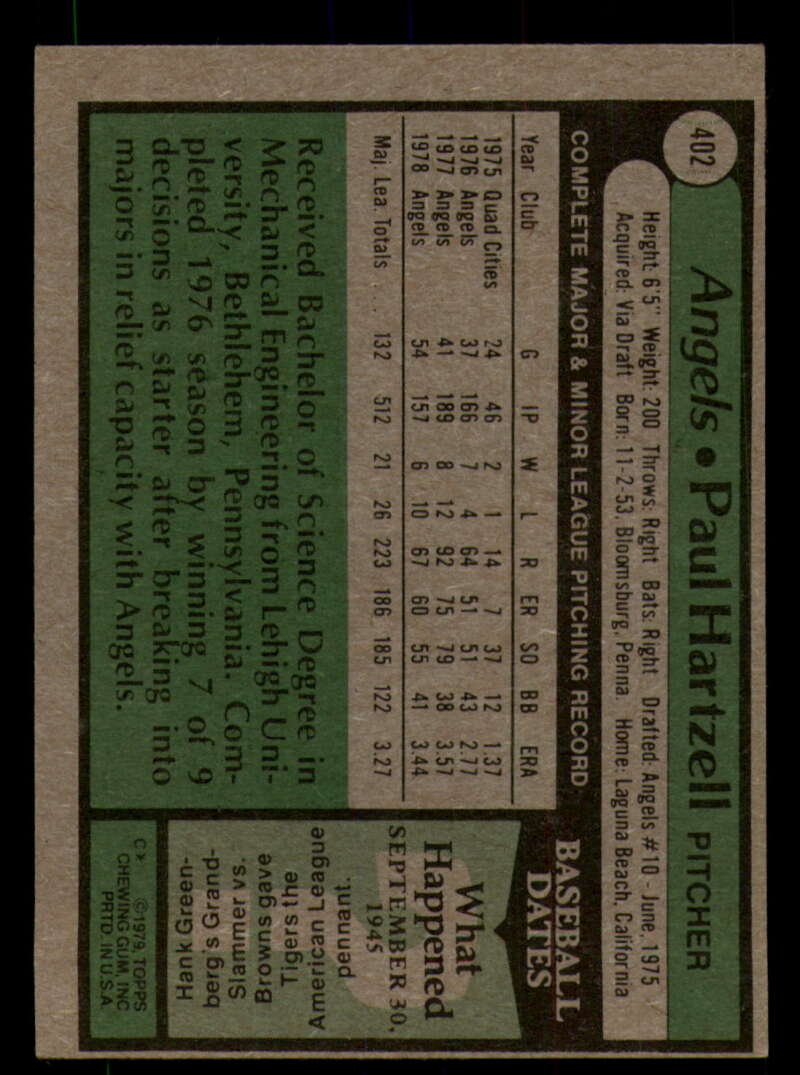 402
Angels • Paul Hartzell PITCHER
Height: 6'5" Weight: 200 Throws: Right Bats: Right Drafted: Angels #10 - June, 1975
Acquired: Via Draft Born: 11-2-53, Bloomsburg, Penna. Home: Laguna Beach, California
COMPLETE MAJOR & MINOR LEAGUE PITCHING RECORD
Year Club G IP W L R ER SO BB ERA
1975 Quad Cities 24 46 2 1 14 7 37 12 1.37
1976 Angels 37 166 7 4 64 51 51 43 2.77
1977 Angels 41 189 8 12 92 75 79 38 3.57
1978 Angels 54 157 6 10 67 60 55 41 3.44
Maj. Lea. Totals . . . 132 512 21 26 223 186 185 122 3.27
Received Bachelor of Science Degree in
Mechanical Engineering from Lehigh Uni-
versity, Bethlehem, Pennsylvania. Com-
pleted 1976 season by winning 7 of 9
decisions as starter after breaking into
majors in relief capacity with Angels.
BASEBALL
DATES
What
Happened
SEPTEMBER 30,
1945
Hank Green-
berg's Grand-
Slammer vs.
Browns gave
Tigers the
American League
pennant.
C* ©1979, TOPPS
CHEWING GUM, INC
PRTD. IN U.S.A.